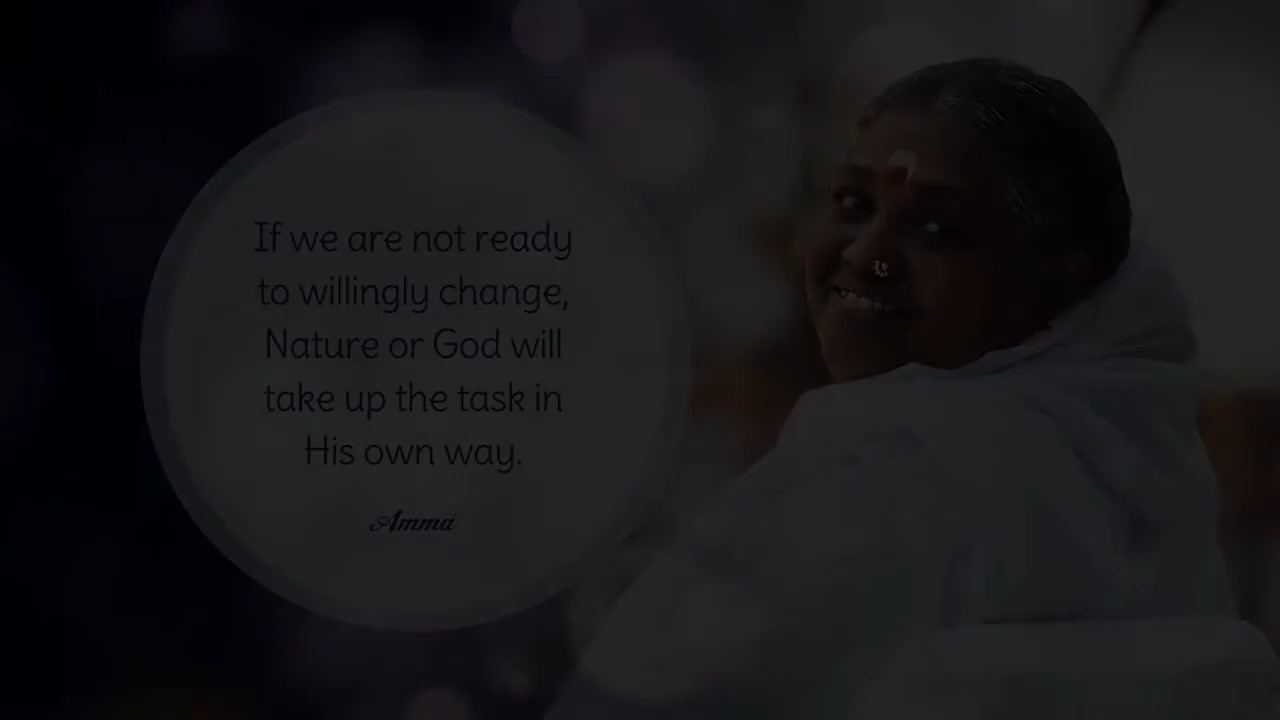 If we are not ready
to willingly change,
Nature or God will
take up the task in
His own way.
Amma